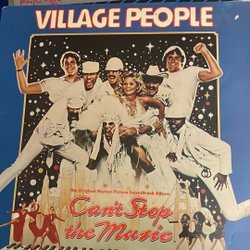 VILLAGE PEOPLE
The Original Motion Picture Soundtrack Album
Can't Stop
the Music